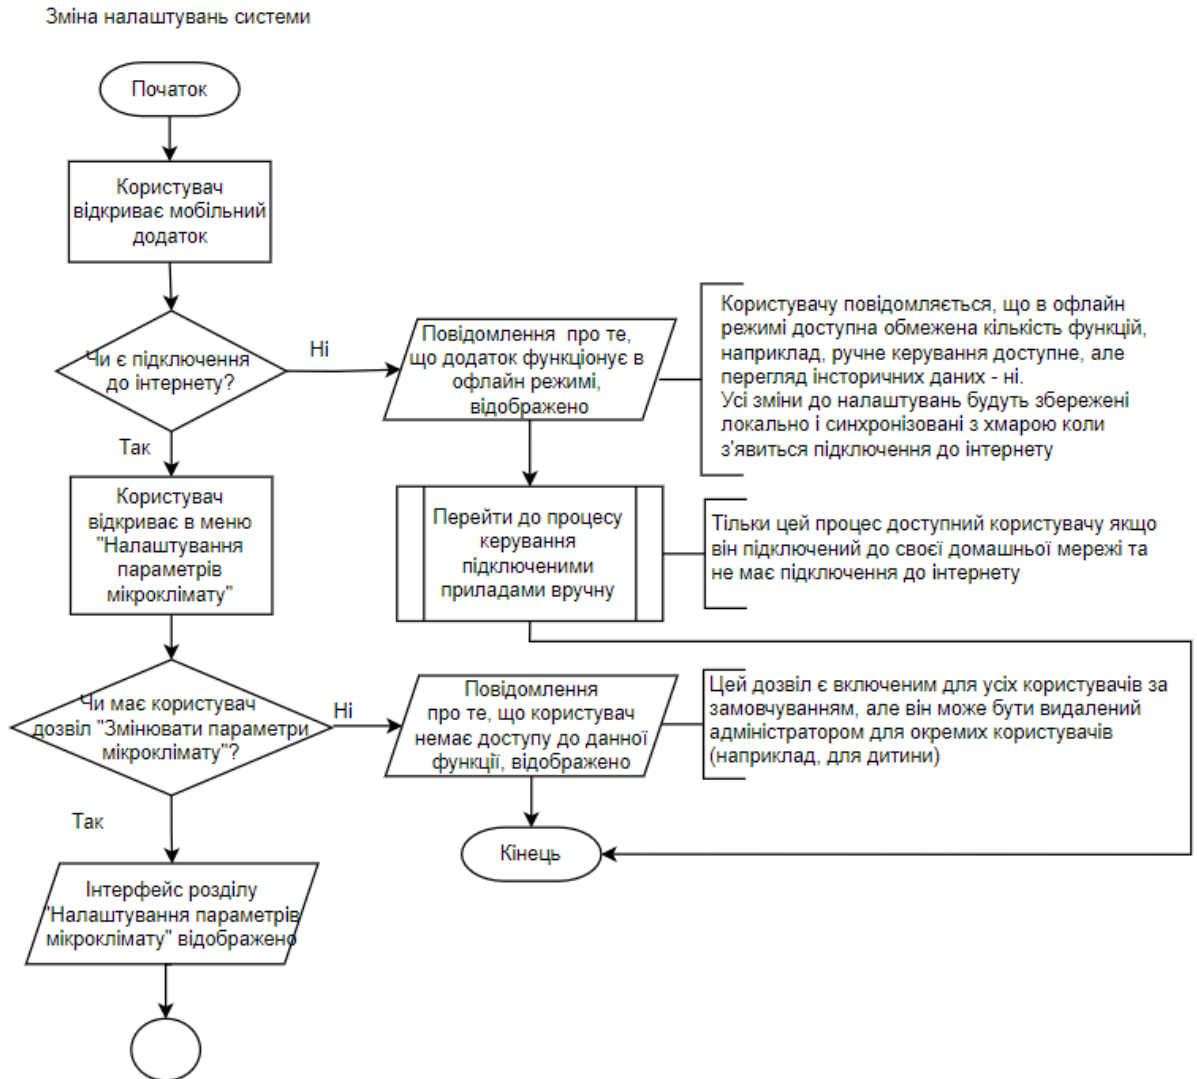 Зміна налаштувань системи
Початок
Користувач
відкриває мобільний
додаток
Чи є підключення
до інтернету?
Ні
Повідомлення про те,
що додаток функціонує в
офлайн режимі,
відображено
Користувачу повідомляється, що в офлайн
режимі доступна обмежена кількість функцій,
наприклад, ручне керування доступне, але
перегляд інсторичних даних - ні.
Усі зміни до налаштувань будуть збережені
локально і синхронізовані з хмарою коли
з'явиться підключення до інтернету
Так
Користувач
відкриває в меню
"Налаштування
параметрів
мікроклімату"
Перейти до процесу
керування
підключеними
приладами вручну
Тільки цей процес доступний користувачу якщо
він підключений до своєї домашньої мережі та
не має підключення до інтернету
Чи має користувач
дозвіл "Змінювати параметри
мікроклімату"?
Ні
Повідомлення
про те, що користувач
немає доступу до данної
функції, відображено
Цей дозвіл є включеним для усіх користувачів за
замовчуванням, але він може бути видалений
адміністратором для окремих користувачів
(наприклад, для дитини)
Так
Кінець
Інтерфейс розділу
"Налаштування параметрів
мікроклімату" відображено